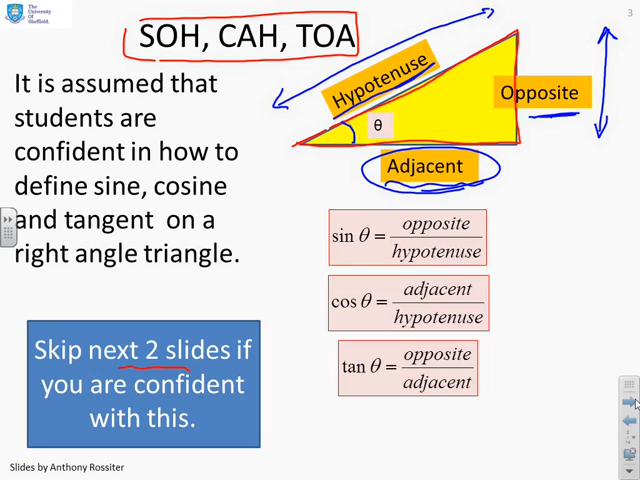 The
University
Of
Sheffield.
3
SOH, CAH, TOA
It is assumed that
students are
confident in how to
define sine, cosine
and tangent on a
right angle triangle.
Hypotenuse
Opposite
θ
Adjacent
sin θ = opposite / hypotenuse
cos θ = adjacent / hypotenuse
tan θ = opposite / adjacent
Skip next 2 slides if
you are confident
with this.
Slides by Anthony Rossiter